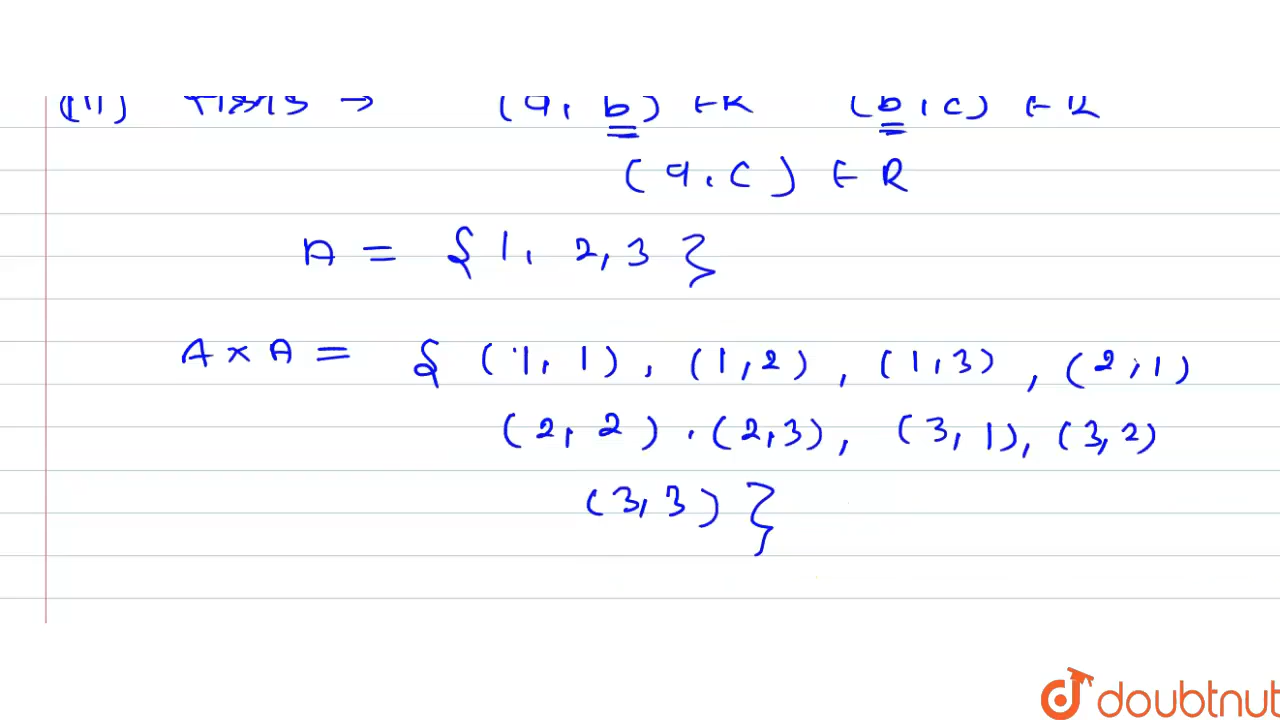 (a, b) ∈ R (b, c) ∈ R
(a, c) ∈ R
A = { 1, 2, 3 }
A × A = { (1, 1), (1, 2), (1, 3), (2, 1)
(2, 2), (2, 3), (3, 1), (3, 2)
(3, 3) }
doubtnut